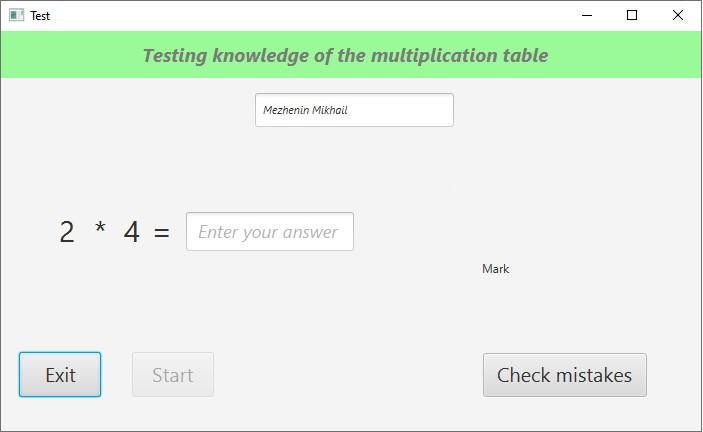 Test
Testing knowledge of the multiplication table
Mezhenin Mikhail
2 * 4 = Enter your answer
Mark
Exit Start Check mistakes